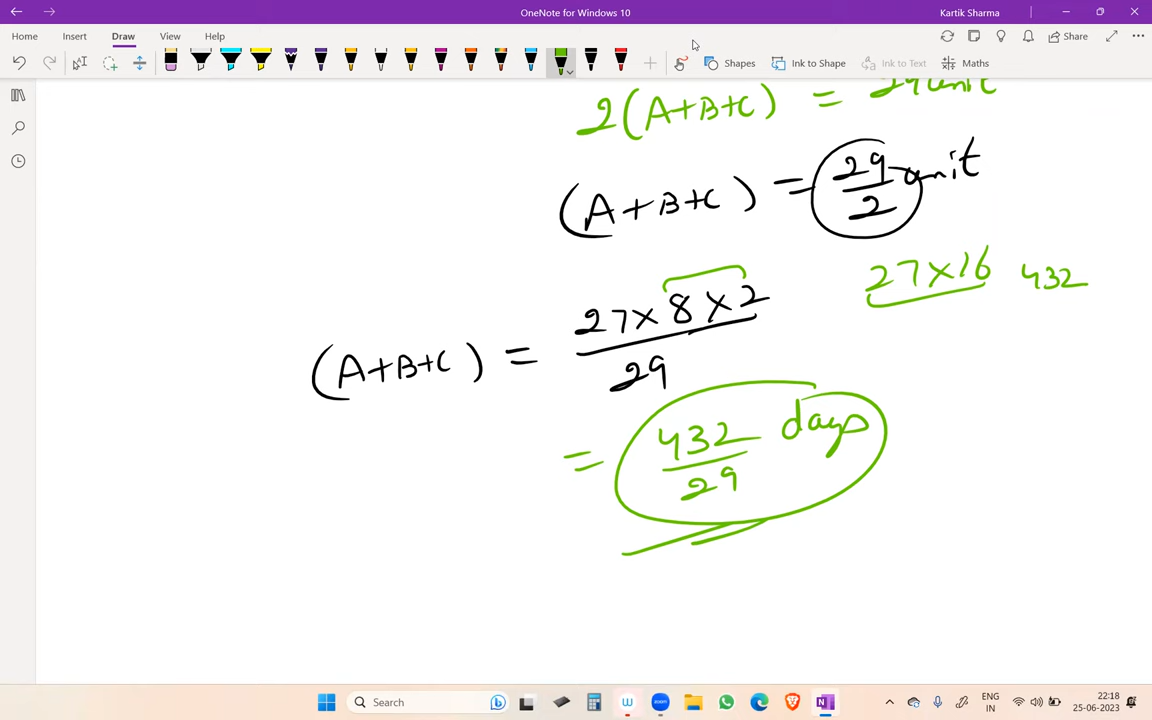 OneNote for Windows 10
Kartik Sharma
Home Insert Draw View Help
Share
Shapes Ink to Shape Ink to Text Maths
2(A+B+C) = 29 unit
(A+B+C) = 29/2 unit
27×16 432
(A+B+C) = 27×8×2/29
= 432/29 days
Search
ENG
IN
22:18
25-06-2023